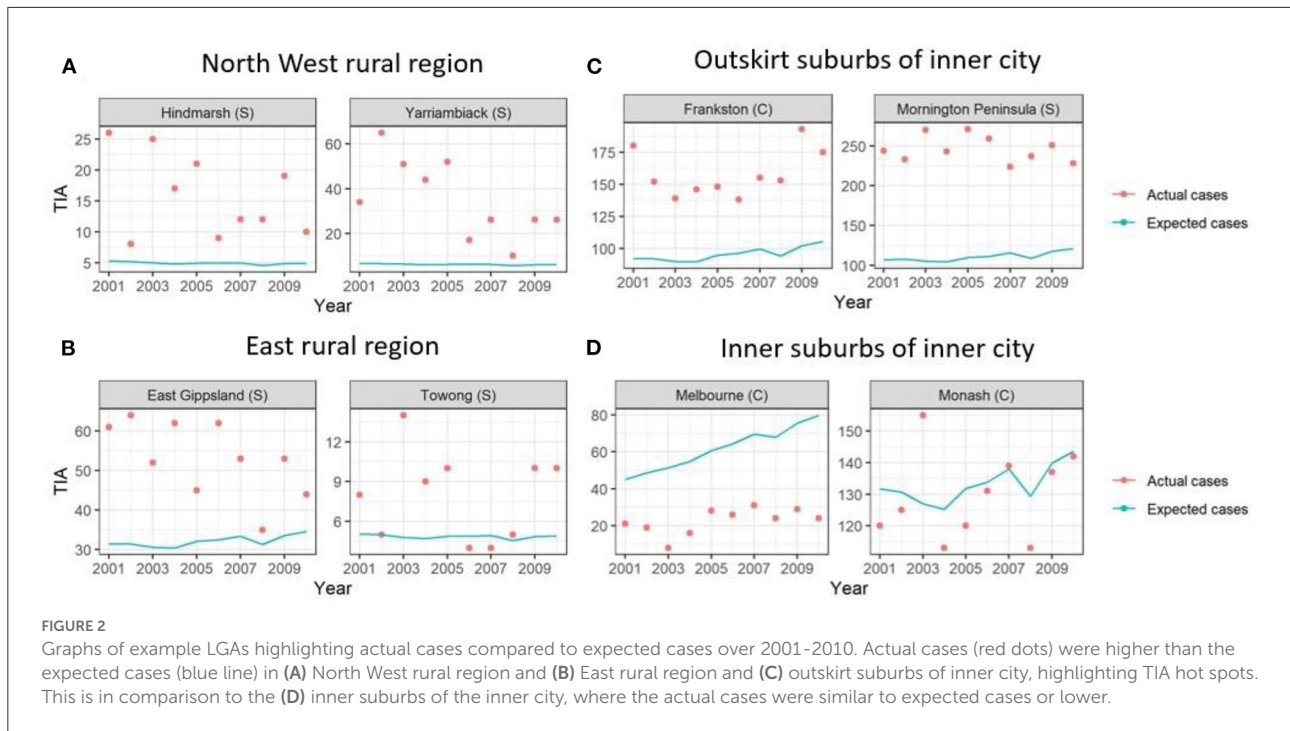 A
North West rural region
Hindmarsh (S)
Yarriambiack (S)
TIA
25
20
15
10
5
60
40
20
2001 2003 2005 2007 2009
2001 2003 2005 2007 2009
Year
C
Outskirt suburbs of inner city
Frankston (C)
Mornington Peninsula (S)
175
150
125
100
250
200
150
100
2001 2003 2005 2007 2009
2001 2003 2005 2007 2009
Year
Actual cases
Expected cases
B
East rural region
East Gippsland (S)
Towong (S)
TIA
60
50
40
30
12
9
6
2001 2003 2005 2007 2009
2001 2003 2005 2007 2009
Year
D
Inner suburbs of inner city
Melbourne (C)
Monash (C)
80
60
40
20
150
140
130
120
2001 2003 2005 2007 2009
2001 2003 2005 2007 2009
Year
Actual cases
Expected cases
FIGURE 2
Graphs of example LGAs highlighting actual cases compared to expected cases over 2001-2010. Actual cases (red dots) were higher than the
expected cases (blue line) in (A) North West rural region and (B) East rural region and (C) outskirt suburbs of inner city, highlighting TIA hot spots.
This is in comparison to the (D) inner suburbs of the inner city, where the actual cases were similar to expected cases or lower.